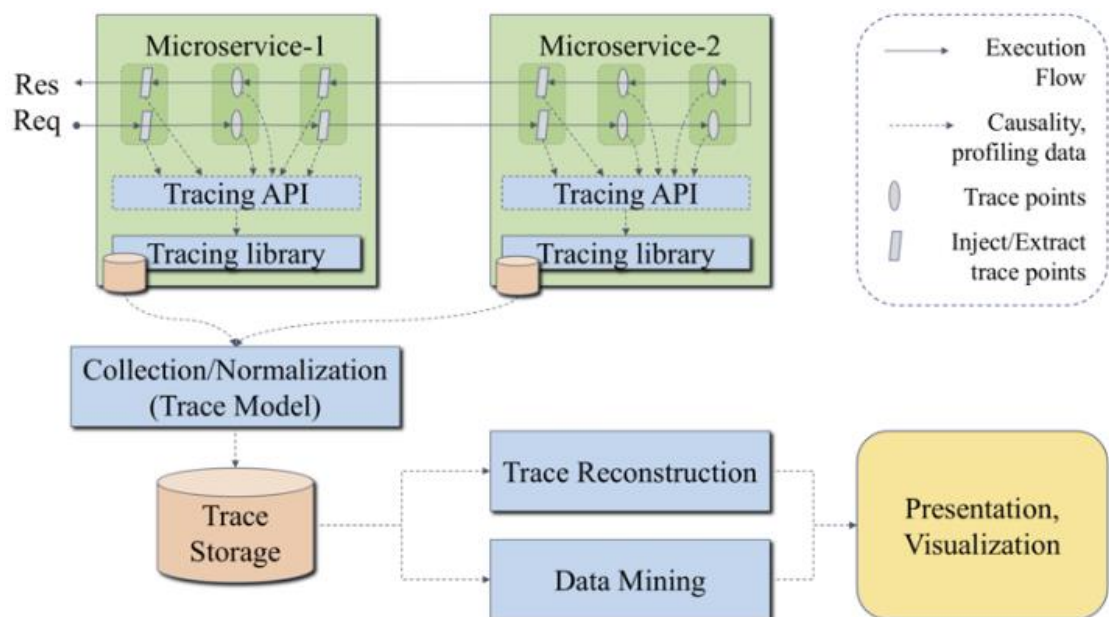 Microservice-1
Microservice-2
Res
Req
Tracing API
Tracing API
Tracing library
Tracing library
Execution
Flow
Causality,
profiling data
Trace points
Inject/Extract
trace points
Collection/Normalization
(Trace Model)
Trace
Storage
Trace Reconstruction
Data Mining
Presentation,
Visualization